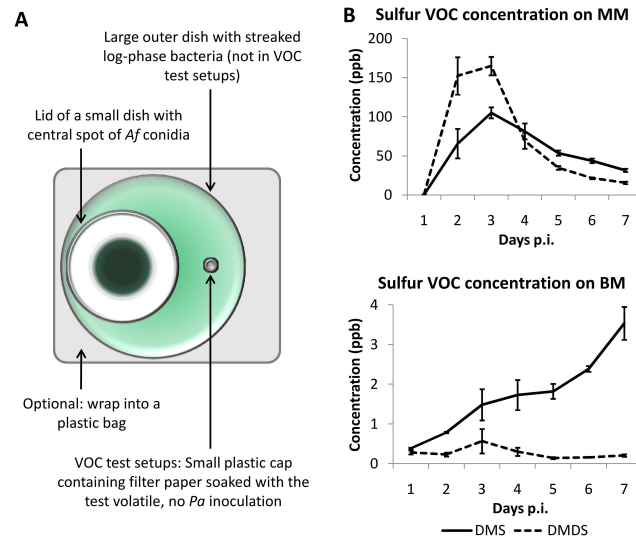 A
Large outer dish with streaked
log-phase bacteria (not in VOC
test setups)
Lid of a small dish with
central spot of Af conidia
Optional: wrap into a
plastic bag
VOC test setups: Small plastic cap
containing filter paper soaked with the
test volatile, no Pa inoculation
B
Sulfur VOC concentration on MM
Concentration (ppb)
200
150
100
50
0
1 2 3 4 5 6 7
Days p.i.
Sulfur VOC concentration on BM
Concentration (ppb)
4
3
2
1
0
1 2 3 4 5 6 7
Days p.i.
DMS DMDS